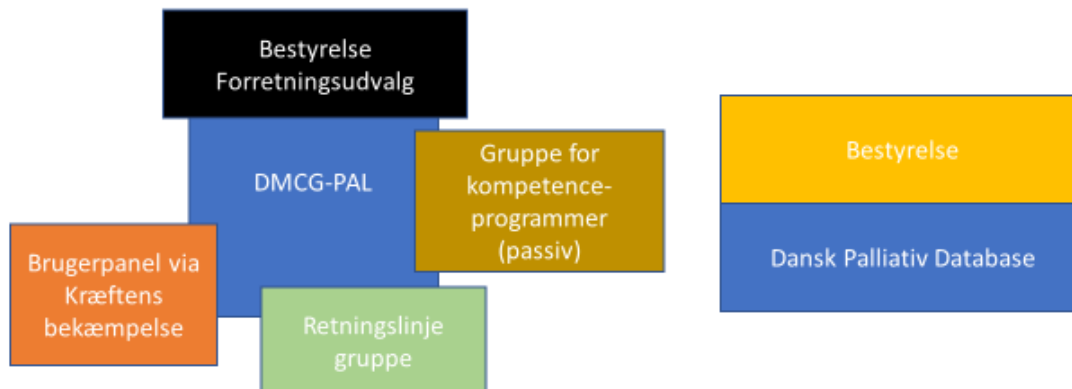 Bestyrelse
Forretningsudvalg
DMCG-PAL
Gruppe for
kompetence-
programmer
(passiv)
Brugerpanel via
Kræftens
bekæmpelse
Retningslinje
gruppe
Bestyrelse
Dansk Palliativ Database